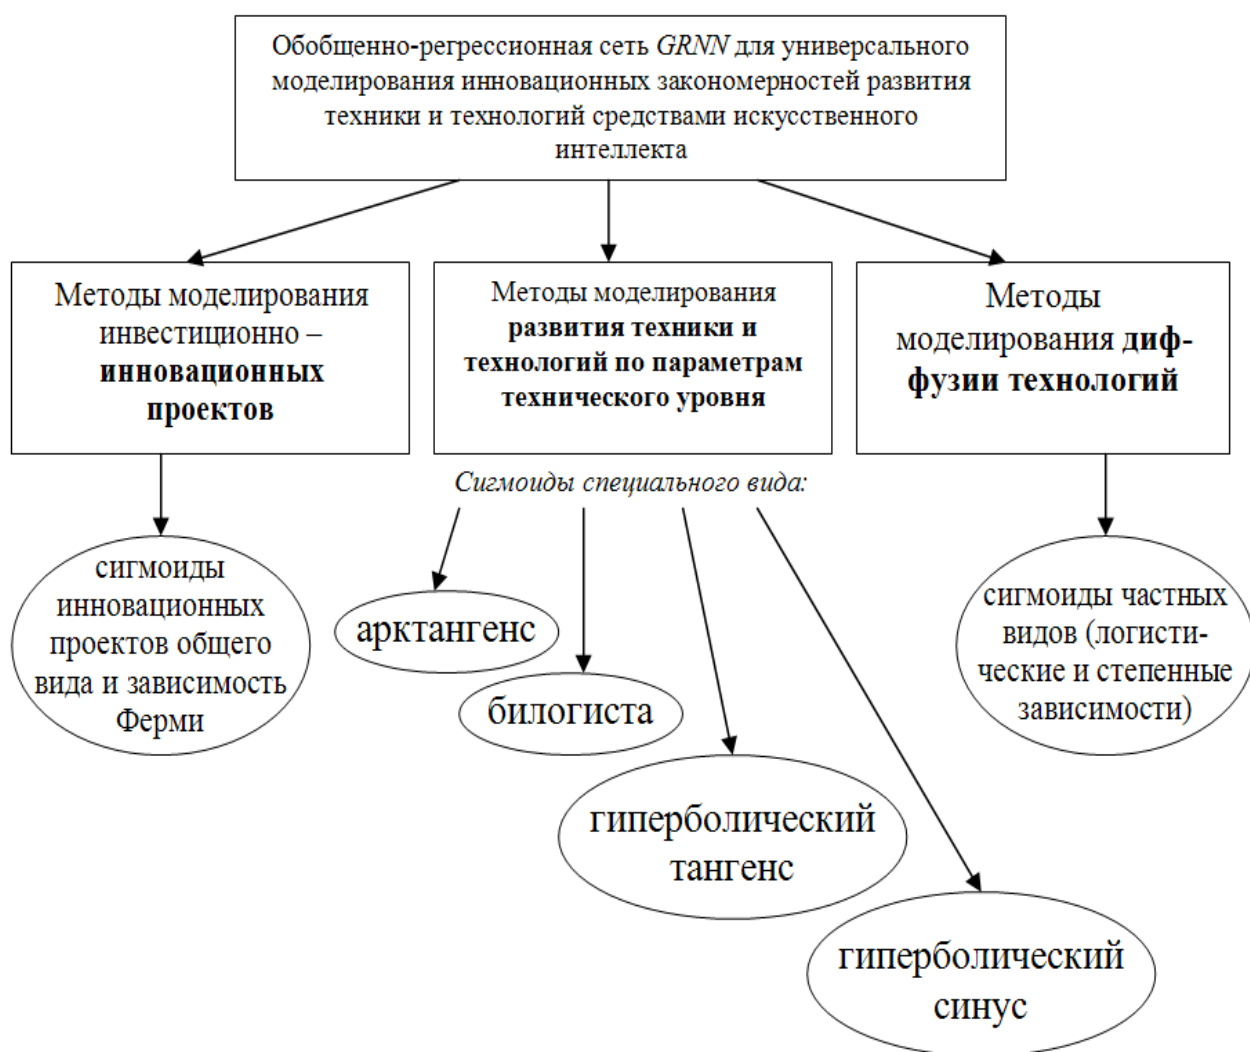 Обобщенно-регрессионная сеть GRNN для универсального
моделирования инновационных закономерностей развития
техники и технологий средствами искусственного
интеллекта
Методы моделирования
инвестиционно –
инновационных
проектов
Методы моделирования
развития техники и
технологий по параметрам
технического уровня
Методы
моделирования диф-
фузии технологий
Сигмоиды специального вида:
сигмоиды
инновационных
проектов общего
вида и зависимость
Ферми
арктангенс
билогиста
гиперболический
тангенс
гиперболический
синус
сигмоиды частных
видов (логисти-
ческие и степенные
зависимости)